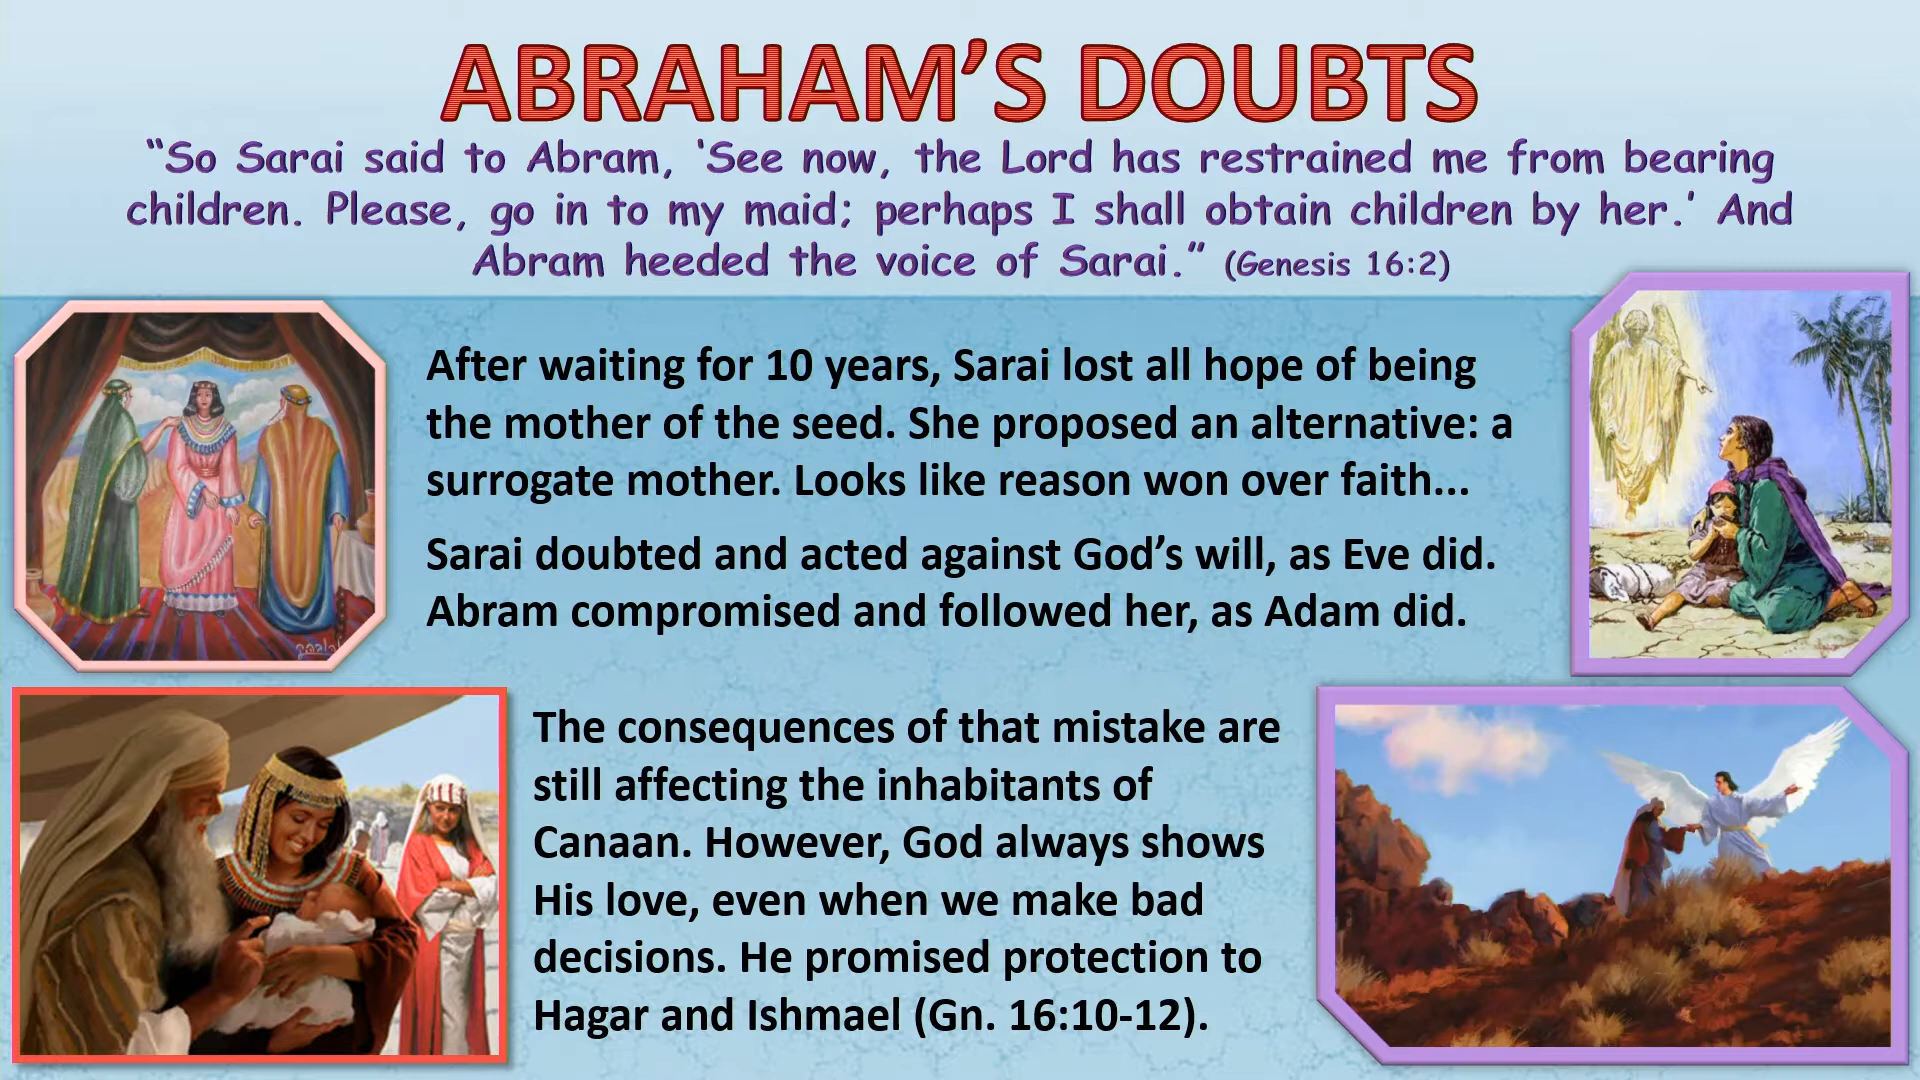 ABRAHAM’S DOUBTS
“So Sarai said to Abram, ‘See now, the Lord has restrained me from bearing
children. Please, go in to my maid; perhaps I shall obtain children by her.’ And
Abram heeded the voice of Sarai.” (Genesis 16:2)
After waiting for 10 years, Sarai lost all hope of being
the mother of the seed. She proposed an alternative: a
surrogate mother. Looks like reason won over faith...
Sarai doubted and acted against God’s will, as Eve did.
Abram compromised and followed her, as Adam did.
The consequences of that mistake are
still affecting the inhabitants of
Canaan. However, God always shows
His love, even when we make bad
decisions. He promised protection to
Hagar and Ishmael (Gn. 16:10-12).